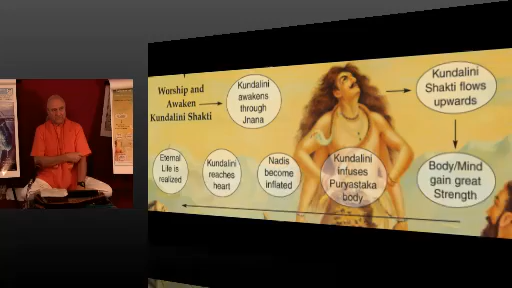 Worship and
Awaken
Kundalini Shakti
Kundalini
awakens
through
Jnana
Kundalini
Shakti flows
upwards
Body/Mind
gain great
Strength
Kundalini
infuses
Puryastaka
body
Nadis
become
inflated
Kundalini
reaches
heart
Eternal
Life is
realized